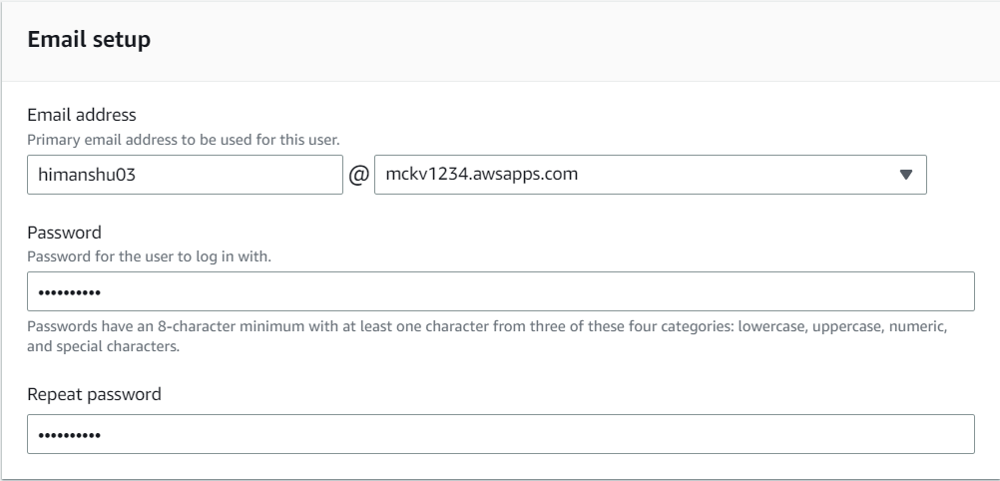 Email setup
Email address
Primary email address to be used for this user.
himanshu03 @ mckv1234.awsapps.com
Password
Password for the user to log in with.
••••••••••
Passwords have an 8-character minimum with at least one character from three of these four categories: lowercase, uppercase, numeric,
and special characters.
Repeat password
••••••••••